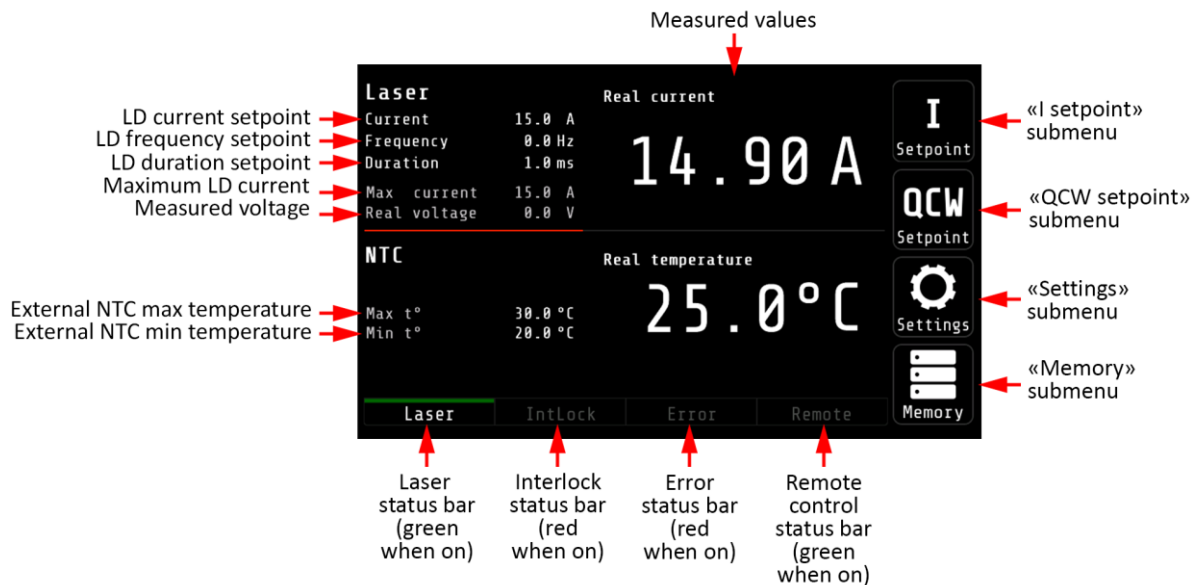 Measured values
LD current setpoint
LD frequency setpoint
LD duration setpoint
Maximum LD current
Measured voltage
External NTC max temperature
External NTC min temperature
Laser
Current 15.0 A
Frequency 0.0 Hz
Duration 1.0 ms
Max current 15.0 A
Real voltage 0.0 V
Real current
14.90 A
NTC
Max t° 30.0 °C
Min t° 20.0 °C
Real temperature
25.0°C
I
Setpoint
QCW
Setpoint
Settings
Memory
Laser IntLock Error Remote
«I setpoint»
submenu
«QCW setpoint»
submenu
«Settings»
submenu
«Memory»
submenu
Laser
status bar
(green
when on)
Interlock
status bar
(red
when on)
Error
status bar
(red
when on)
Remote
control
status bar
(green
when on)